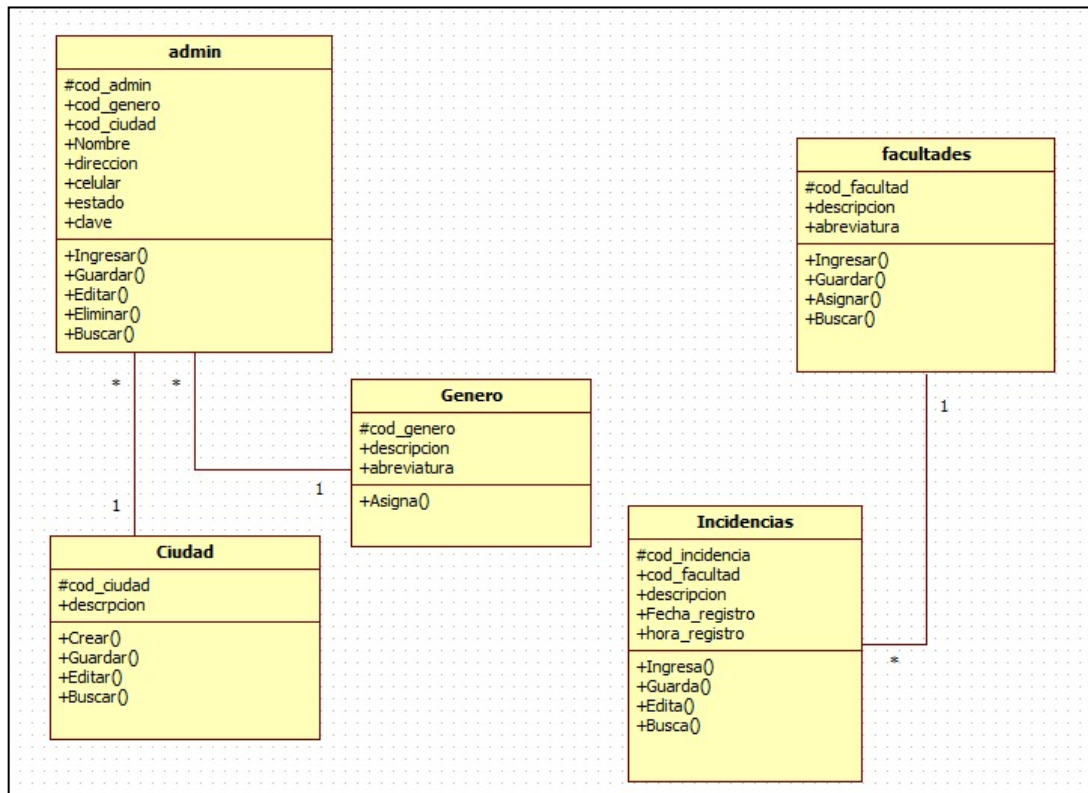 admin
#cod_admin
+cod_genero
+cod_ciudad
+Nombre
+direccion
+celular
+estado
+clave
+Ingresar()
+Guardar()
+Editar()
+Eliminar()
+Buscar()
*
*
1
1
Genero
#cod_genero
+descripcion
+abreviatura
+Asigna()
Ciudad
#cod_ciudad
+descrpcion
+Crear()
+Guardar()
+Editar()
+Buscar()
facultades
#cod_facultad
+descripcion
+abreviatura
+Ingresar()
+Guardar()
+Asignar()
+Buscar()
1
*
Incidencias
#cod_incidencia
+cod_facultad
+descripcion
+Fecha_registro
+hora_registro
+Ingresa()
+Guarda()
+Edita()
+Busca()